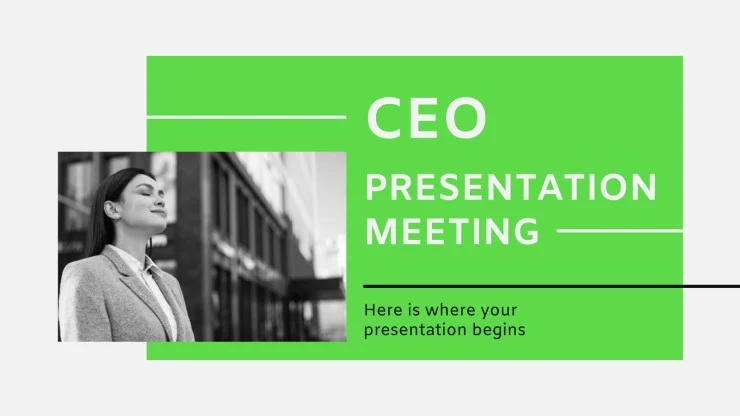 CEO
PRESENTATION
MEETING
Here is where your
presentation begins